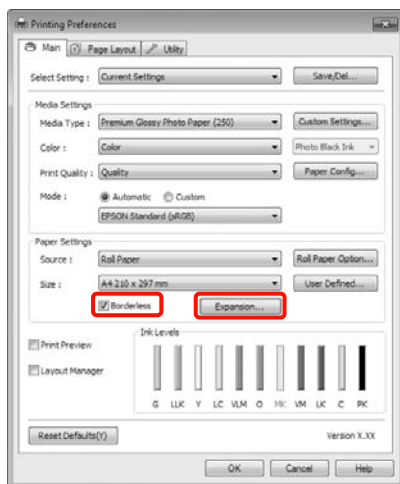 Printing Preferences
Main Page Layout Utility
Select Setting : Current Settings Save/Del...
Media Settings
Media Type : Premium Glossy Photo Paper (250) Custom Settings...
Color : Color Photo Black Ink
Print Quality : Quality Paper Config...
Mode : Automatic Custom
EPSON Standard (sRGB)
Paper Settings
Source : Roll Paper Roll Paper Option...
Size : A4 210 x 297 mm User Defined...
Borderless Expansion...
Ink Levels
Print Preview
Layout Manager
G LLK Y LC VLM O MK VM LK C PK
Reset Defaults(Y) Version X.XX
OK Cancel Help